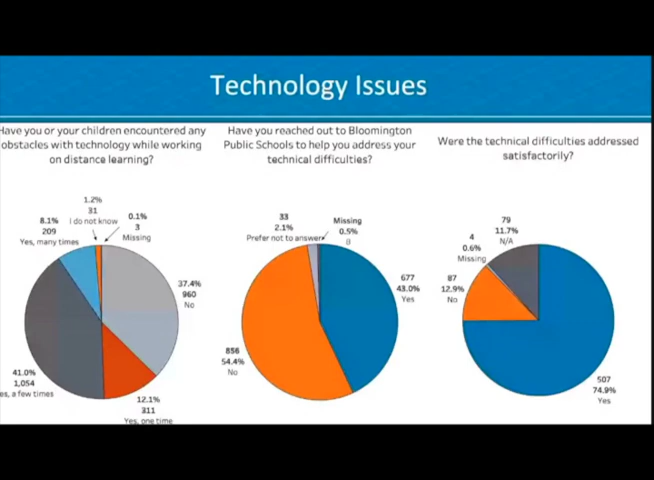 Technology Issues
Have you or your children encountered any
obstacles with technology while working
on distance learning?
1.2%
31
I do not know
0.1%
3
Missing
8.1%
209
Yes, many times
37.4%
960
No
41.0%
1,054
es, a few times
12.1%
311
Yes, one time
Have you reached out to Bloomington
Public Schools to help you address your
technical difficulties?
33
2.1%
Prefer not to answer
Missing
0.5%
677
43.0%
Yes
856
54.4%
No
Were the technical difficulties addressed
satisfactorily?
79
11.7%
N/A
4
0.6%
Missing
87
12.9%
No
507
74.9%
Yes